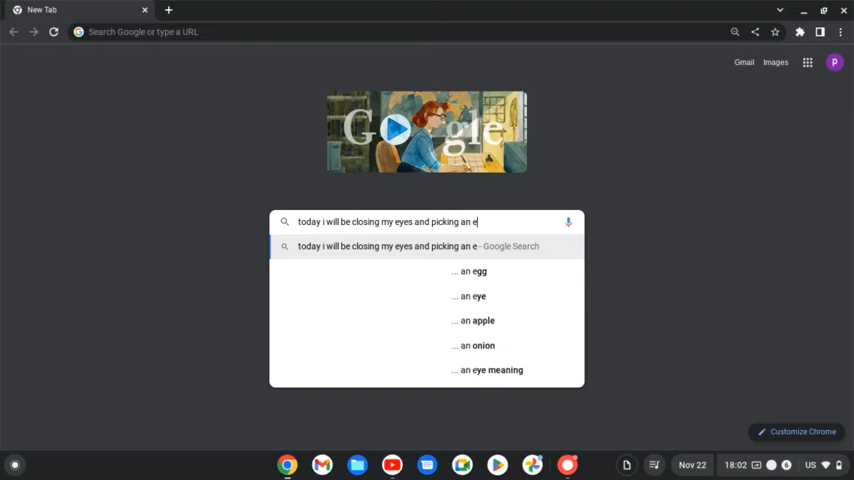 New Tab
Search Google or type a URL
Gmail Images
P
Google
today i will be closing my eyes and picking an e
today i will be closing my eyes and picking an e - Google Search
... an egg
... an eye
... an apple
... an onion
... an eye meaning
Customize Chrome
Nov 22 18:02 6 US